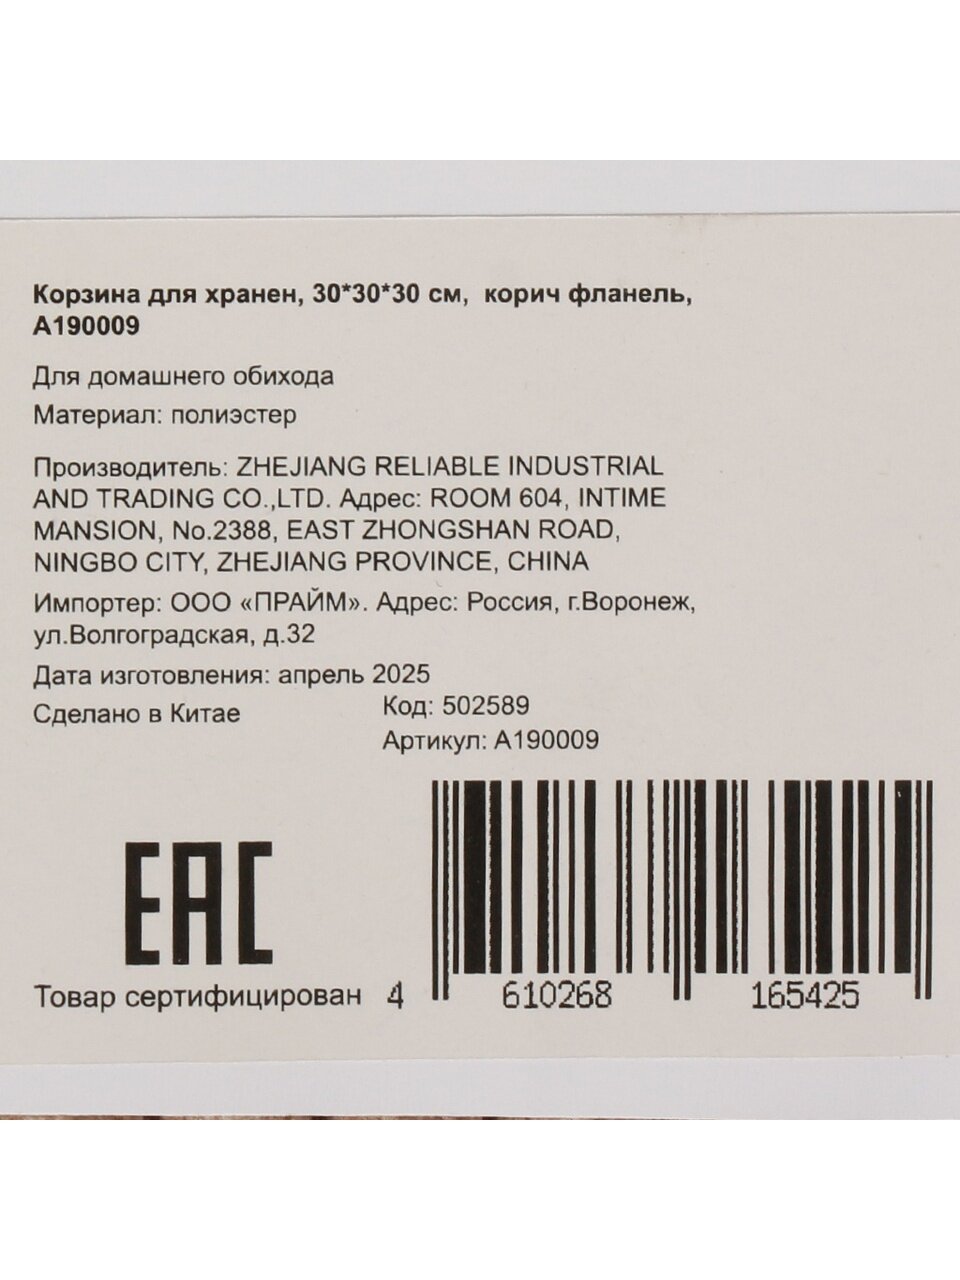 Корзина для хранен, 30*30*30 см, корич фланель,
А190009
Для домашнего обихода
Материал: полиэстер
Производитель: ZHEJIANG RELIABLE INDUSTRIAL
AND TRADING CO.,LTD. Адрес: ROOM 604, INTIME
MANSION, No.2388, EAST ZHONGSHAN ROAD,
NINGBO CITY, ZHEJIANG PROVINCE, CHINA
Импортер: ООО «ПРАЙМ». Адрес: Россия, г.Воронеж,
ул.Волгоградская, д.32
Дата изготовления: апрель 2025
Сделано в Китае
Код: 502589
Артикул: А190009
ЕАС
Товар сертифицирован
4 610268 165425